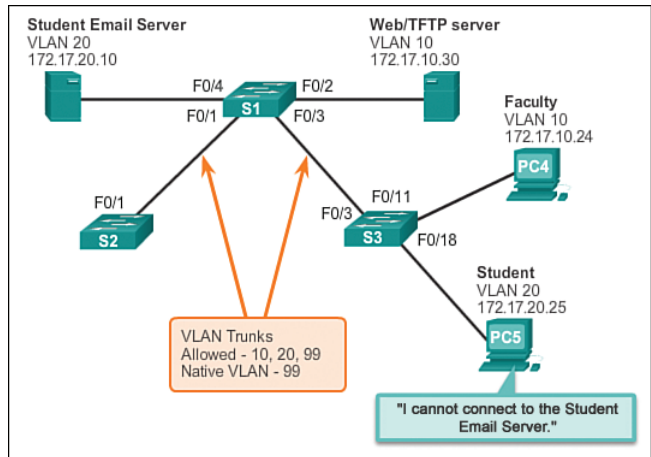 Student Email Server
VLAN 20
172.17.20.10
Web/TFTP server
VLAN 10
172.17.10.30
F0/4
F0/2
S1
F0/1
F0/3
Faculty
VLAN 10
172.17.10.24
PC4
F0/1
S2
F0/11
F0/3
S3
F0/18
Student
VLAN 20
172.17.20.25
PC5
VLAN Trunks
Allowed - 10, 20, 99
Native VLAN - 99
"I cannot connect to the Student
Email Server."